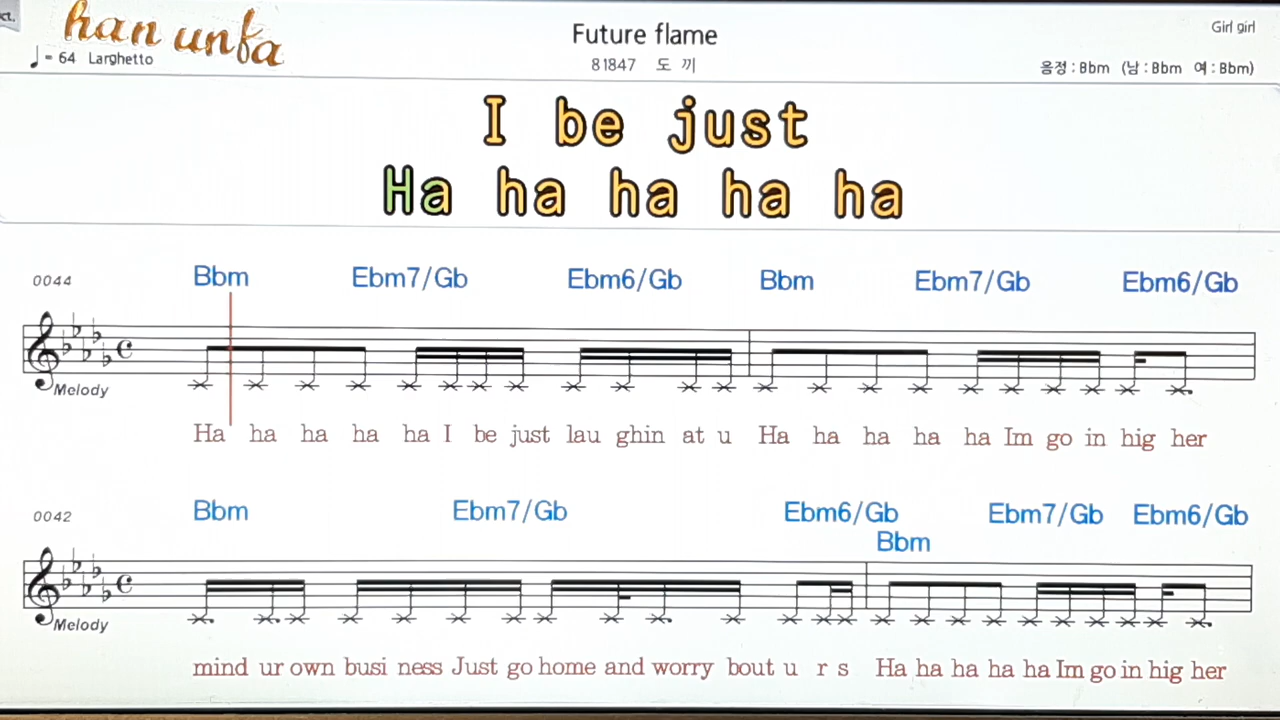 ct.
han unfa
♩ = 64 Larghetto
Future flame
81847 도 끼
Girl girl
음정 : Bbm (남 : Bbm 여 : Bbm)
I be just
Ha ha ha ha ha
0044
Bbm Ebm7/Gb Ebm6/Gb Bbm Ebm7/Gb Ebm6/Gb
Melody
Ha ha ha ha ha I be just lau ghin at u Ha ha ha ha ha Im go in hig her
0042
Bbm Ebm7/Gb Ebm6/Gb Bbm Ebm7/Gb Ebm6/Gb
Melody
mind ur own busi ness Just go home and worry bout u r s Ha ha ha ha ha Im go in hig her